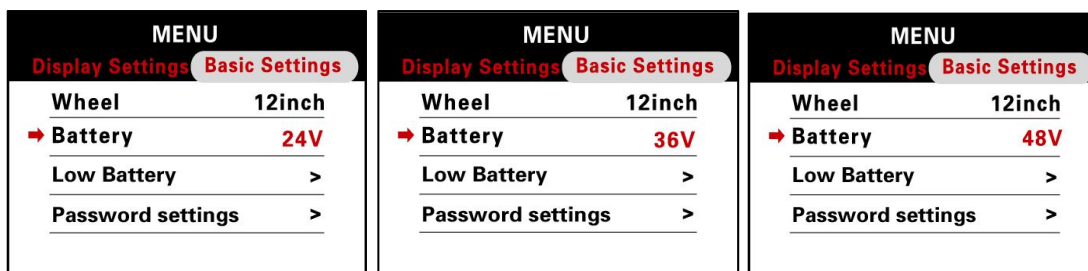 MENU
Display Settings Basic Settings
Wheel 12inch
Battery 24V
Low Battery >
Password settings >
MENU
Display Settings Basic Settings
Wheel 12inch
Battery 36V
Low Battery >
Password settings >
MENU
Display Settings Basic Settings
Wheel 12inch
Battery 48V
Low Battery >
Password settings >